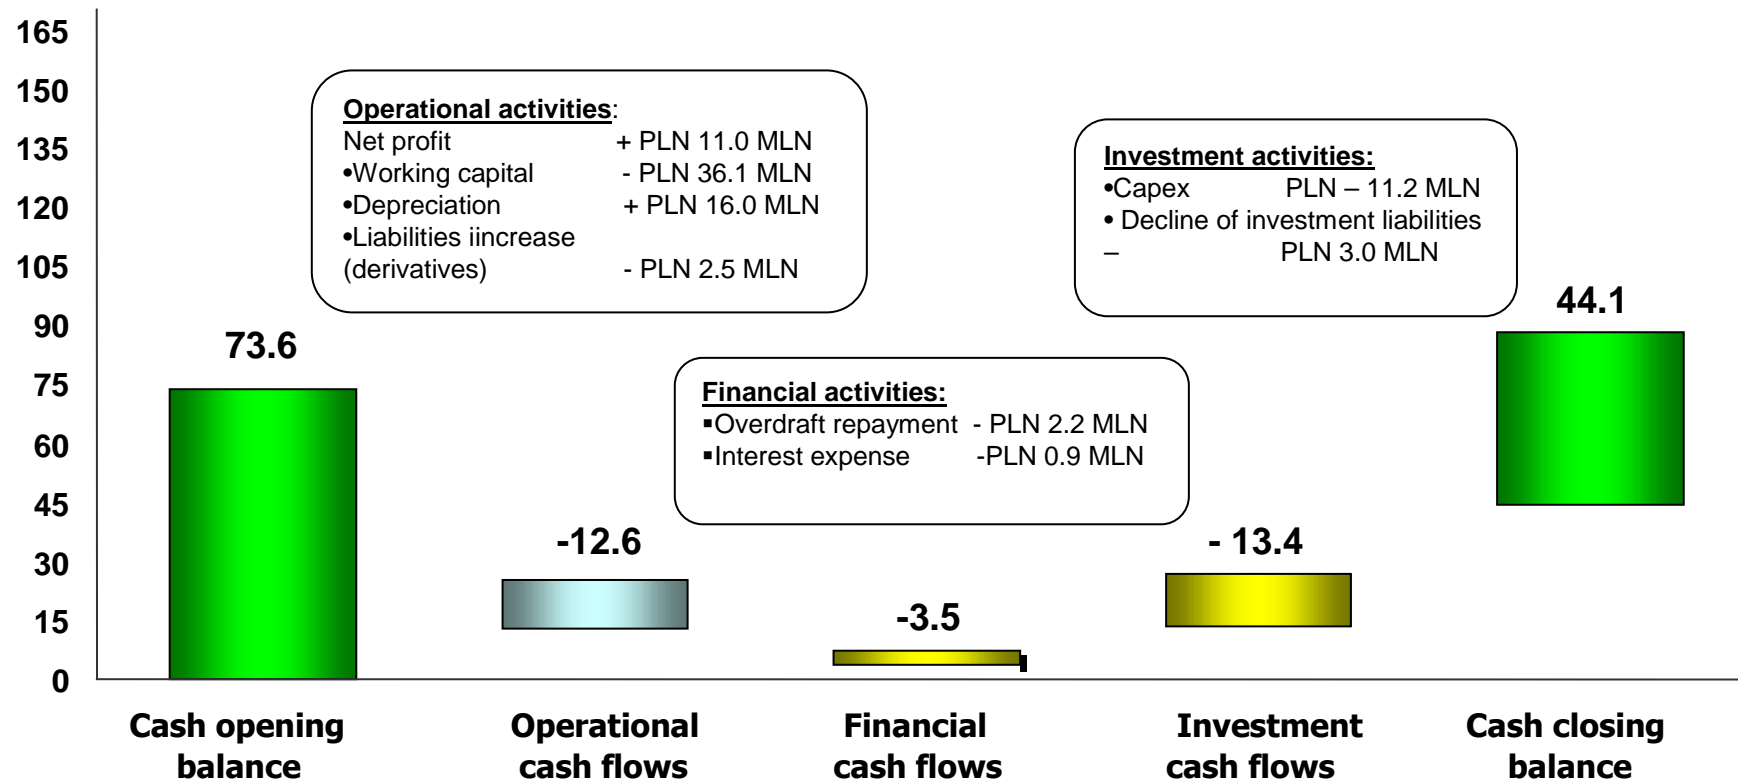 165
150
135
120
105
90
75
60
45
30
15
0
Operational activities:
Net profit + PLN 11.0 MLN
•Working capital - PLN 36.1 MLN
•Depreciation + PLN 16.0 MLN
•Liabilities iincrease
(derivatives) - PLN 2.5 MLN
Investment activities:
•Capex PLN – 11.2 MLN
• Decline of investment liabilities
– PLN 3.0 MLN
Financial activities:
▪Overdraft repayment - PLN 2.2 MLN
▪Interest expense -PLN 0.9 MLN
73.6
-12.6
-3.5
- 13.4
44.1
Cash opening
balance
Operational
cash flows
Financial
cash flows
Investment
cash flows
Cash closing
balance